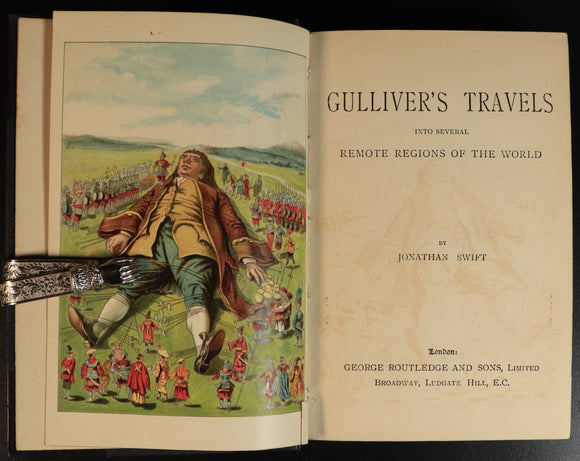 GULLIVER'S TRAVELS
INTO SEVERAL
REMOTE REGIONS OF THE WORLD
BY
JONATHAN SWIFT
London:
GEORGE ROUTLEDGE AND SONS, LIMITED
BROADWAY, LUDGATE HILL, E.C.